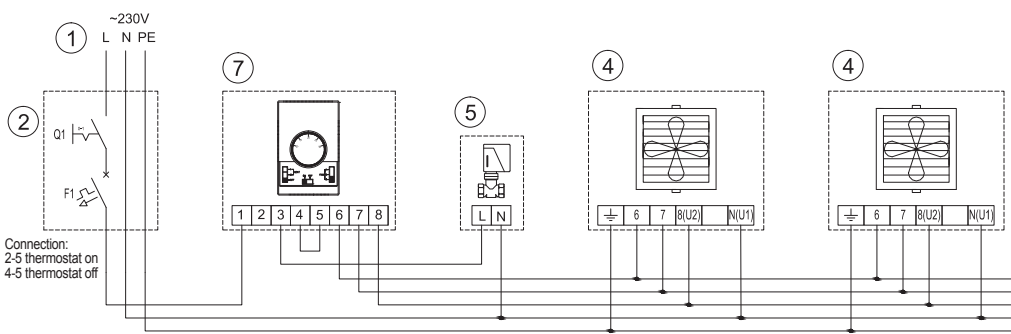 ~230V
L N PE
1
2
Q1
F1
7
5
4
4
1 2 3 4 5 6 7 8
L N
6 7 8(U2) N(U1)
6 7 8(U2) N(U1)
Connection:
2-5 thermostat on
4-5 thermostat off